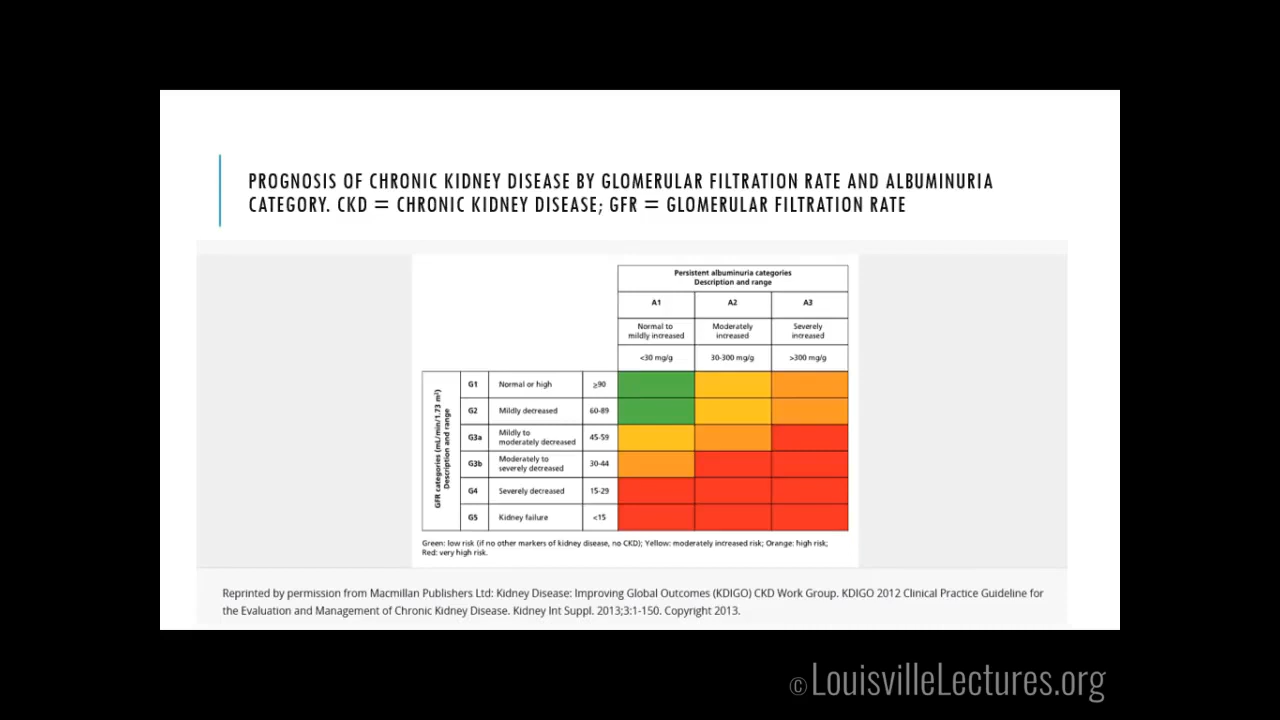 PROGNOSIS OF CHRONIC KIDNEY DISEASE BY GLOMERULAR FILTRATION RATE AND ALBUMINURIA
CATEGORY. CKD = CHRONIC KIDNEY DISEASE; GFR = GLOMERULAR FILTRATION RATE
Persistent albuminuria categories
Description and range
A1 A2 A3
Normal to mildly increased Moderately increased Severely increased
<30 mg/g 30-300 mg/g >300 mg/g
GFR categories (mL/min/1.73 m²)
Description and range
G1 Normal or high ≥90
G2 Mildly decreased 60-89
G3a Mildly to moderately decreased 45-59
G3b Moderately to severely decreased 30-44
G4 Severely decreased 15-29
G5 Kidney failure <15
Green: low risk (if no other markers of kidney disease, no CKD); Yellow: moderately increased risk; Orange: high risk;
Red: very high risk.
Reprinted by permission from Macmillan Publishers Ltd: Kidney Disease: Improving Global Outcomes (KDIGO) CKD Work Group. KDIGO 2012 Clinical Practice Guideline for
the Evaluation and Management of Chronic Kidney Disease. Kidney Int Suppl. 2013;3:1-150. Copyright 2013.
© LouisvilleLectures.org